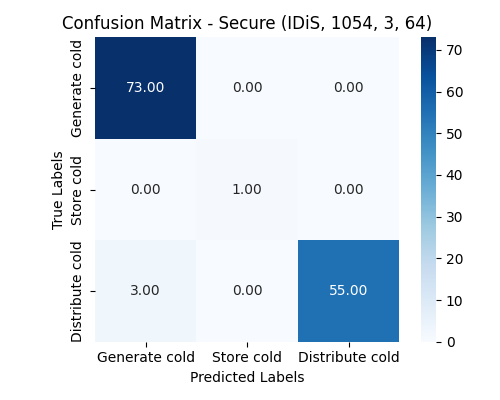 Confusion Matrix - Secure (IDiS, 1054, 3, 64)
True Labels
Generate cold
73.00 0.00 0.00
Store cold
0.00 1.00 0.00
Distribute cold
3.00 0.00 55.00
Generate cold Store cold Distribute cold
Predicted Labels
70
60
50
40
30
20
10
0